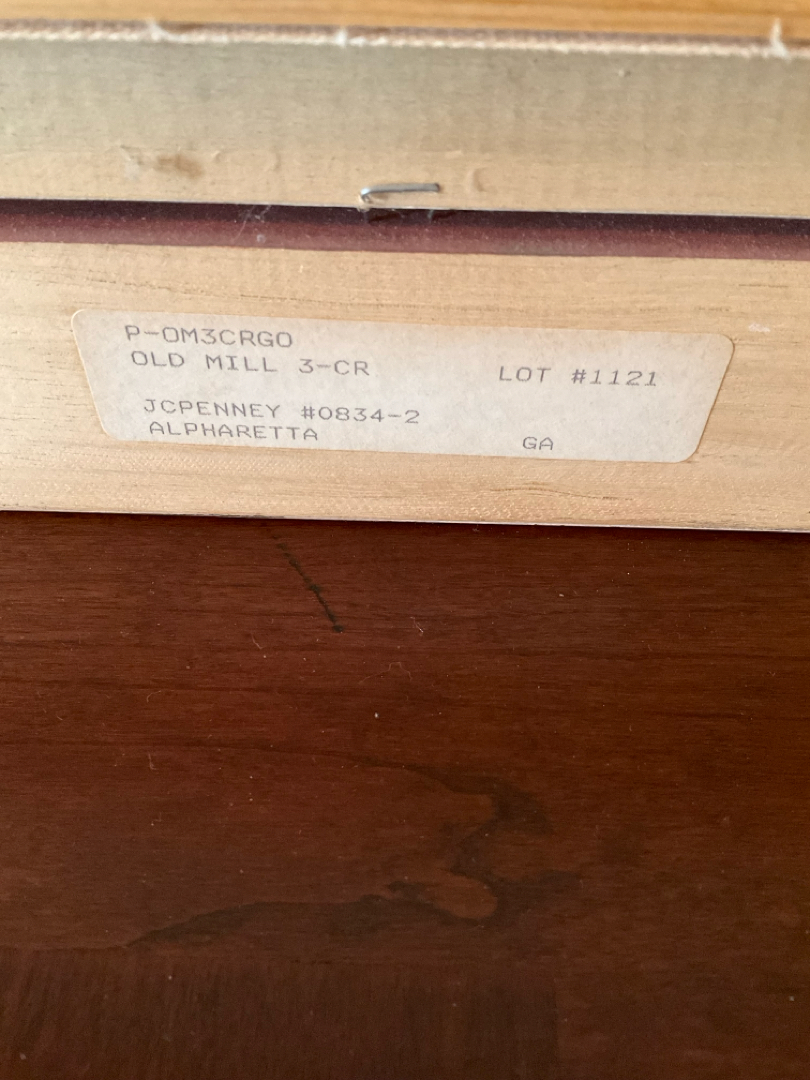 P-OM3CRGO
OLD MILL 3-CR LOT #1121
JCPENNEY #0834-2
ALPHARETTA GA